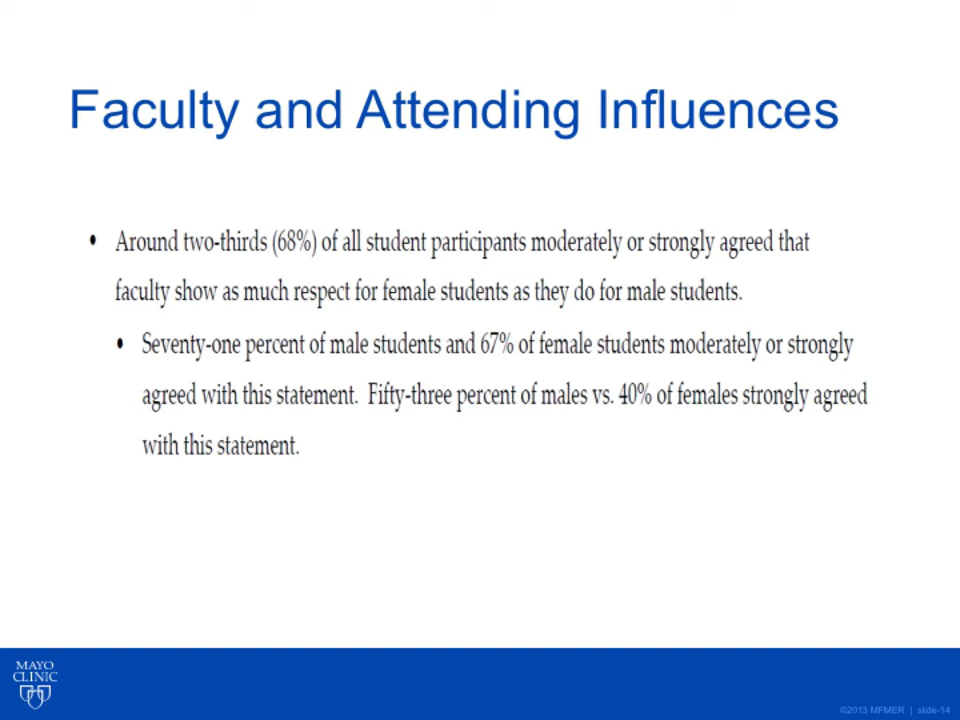 Faculty and Attending Influences
• Around two-thirds (68%) of all student participants moderately or strongly agreed that
faculty show as much respect for female students as they do for male students.
• Seventy-one percent of male students and 67% of female students moderately or strongly
agreed with this statement.  Fifty-three percent of males vs. 40% of females strongly agreed
with this statement.
MAYO
CLINIC
©2013 MFMER | slide-14